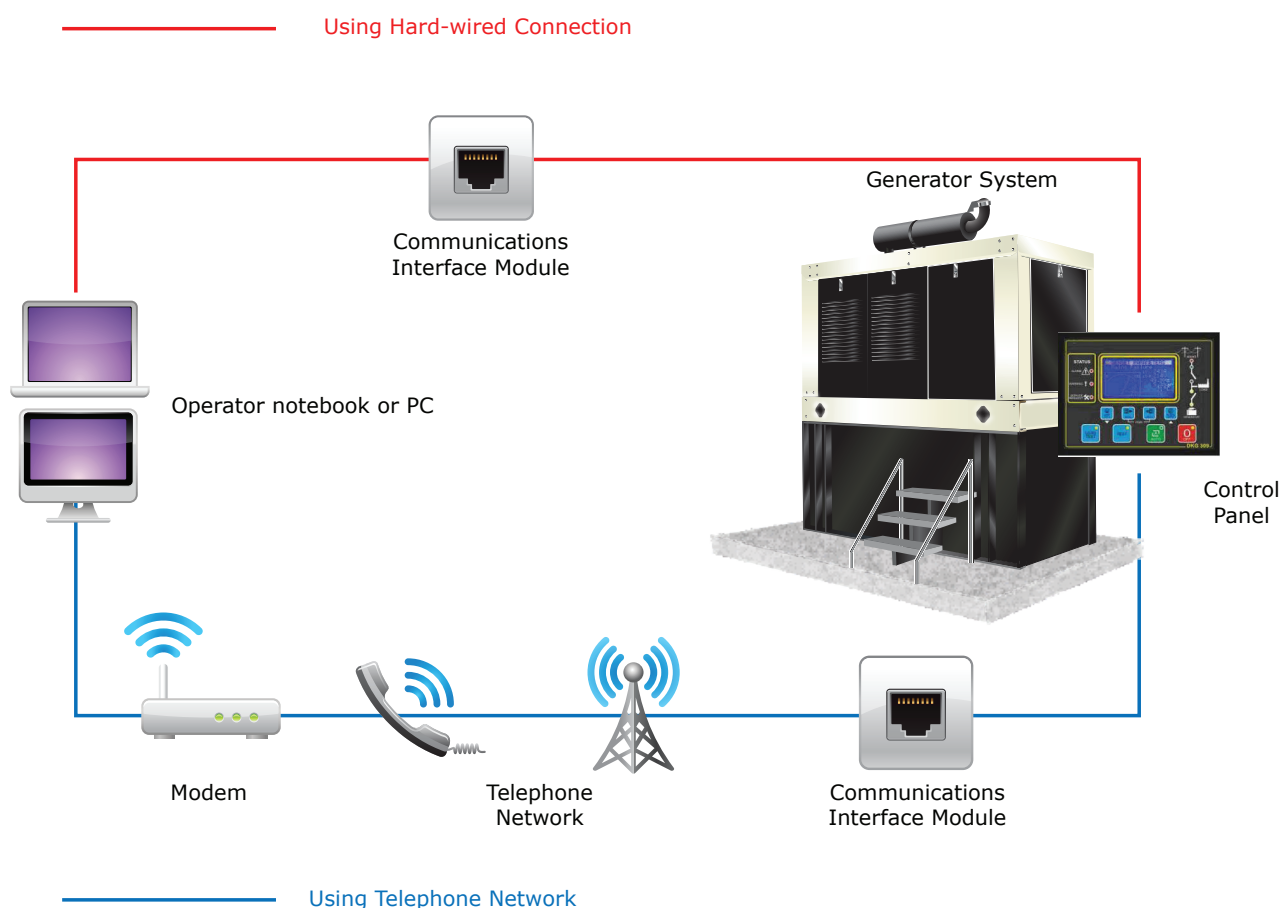 Using Hard-wired Connection
Generator System
Communications
Interface Module
STATUS
Operator notebook or PC
Control
Panel
Modem
Telephone
Network
Communications
Interface Module
Using Telephone Network